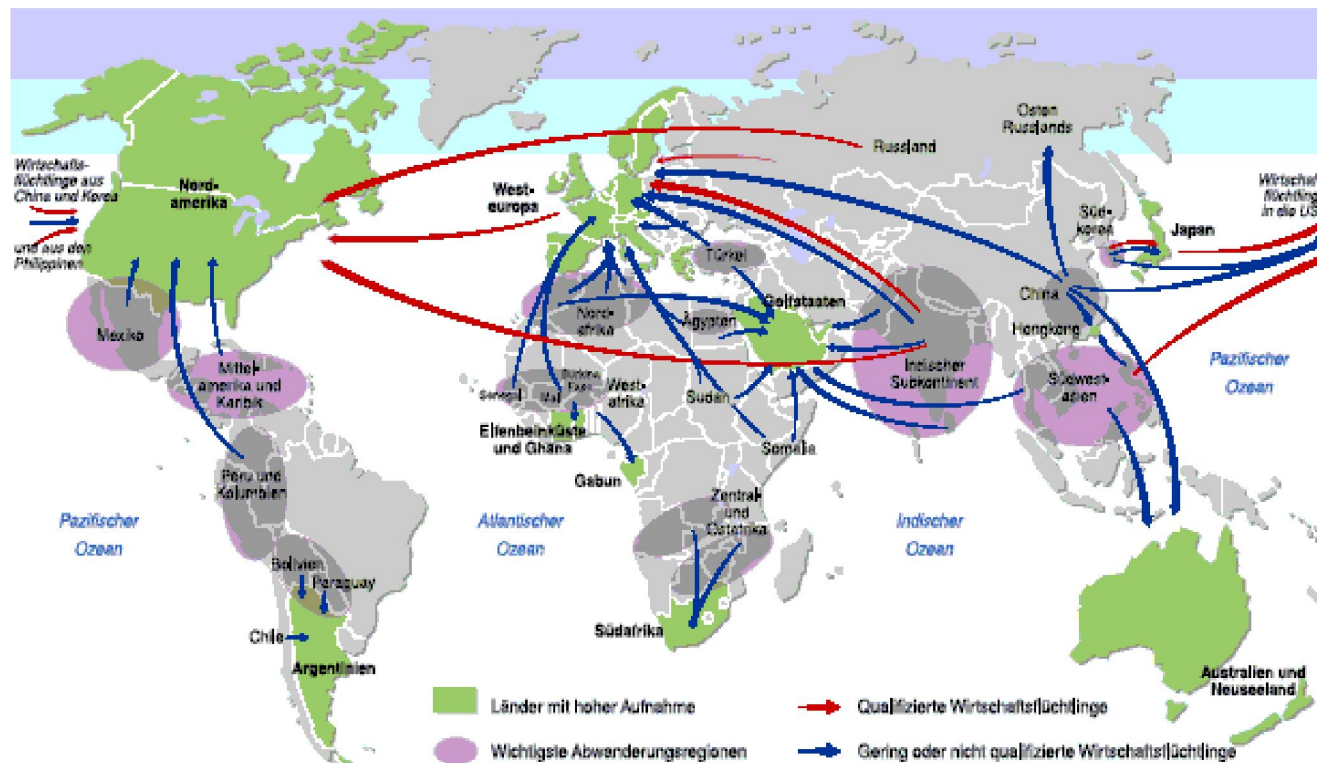 Osten
Russlands
Russland
Wirtschafts-
flüchtlinge aus
China und Korea
Nord-
amerika
West-
europa
Wirtschaf
flüchtling
in die US
Süd-
korea
Japan
und aus den
Philippinen
Türkei
China
Golfstaaten
Nord-
afrika
Ägypten
Hongkong
Mexiko
Pazifischer
Ozean
Mittel-
amerika und
Karibik
Indischer
Subkontinent
Südwest-
asien
Burkina
Faso
Senegal
Mali
West-
afrika
Sudan
Elfenbeinküste
und Ghana
Somalia
Gabun
Peru und
Kolumbien
Zentral-
und
Ostafrika
Pazifischer
Ozean
Atlantischer
Ozean
Indischer
Ozean
Bolivien
Paraguay
Chile
Südafrika
Argentinien
Australien und
Neuseeland
Länder mit hoher Aufnahme
Qualifizierte Wirtschaftsflüchtlinge
Wichtigste Abwanderungsregionen
Gering oder nicht qualifizierte Wirtschaftsflüchtlinge